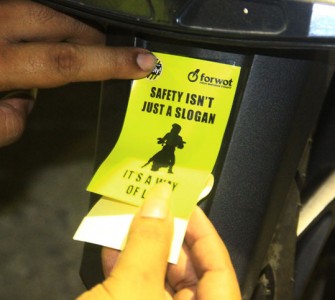 forwot
SAFETY ISN'T
JUST A SLOGAN
IT'S A WAY
OF L